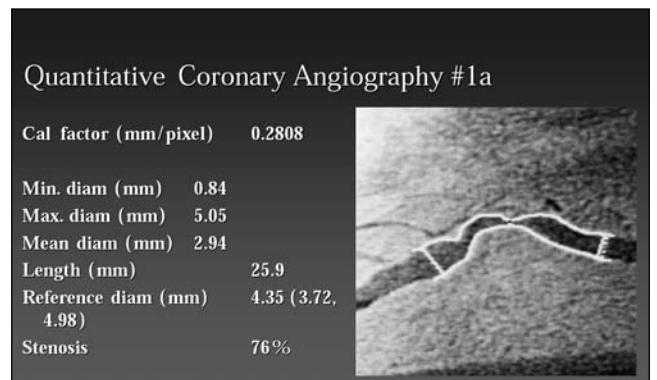 Quantitative Coronary Angiography #1a
Cal factor (mm/pixel) 0.2808
Min. diam (mm) 0.84
Max. diam (mm) 5.05
Mean diam (mm) 2.94
Length (mm) 25.9
Reference diam (mm) 4.35 (3.72,
4.98)
Stenosis 76%